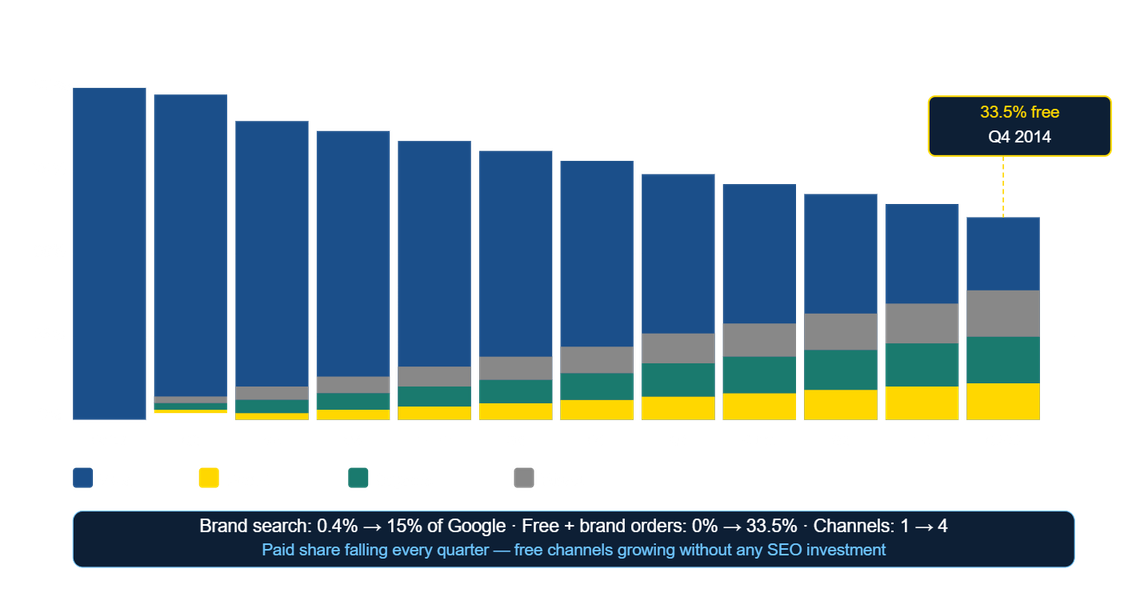 33.5% free
Q4 2014
Brand search: 0.4% → 15% of Google · Free + brand orders: 0% → 33.5% · Channels: 1 → 4
Paid share falling every quarter — free channels growing without any SEO investment